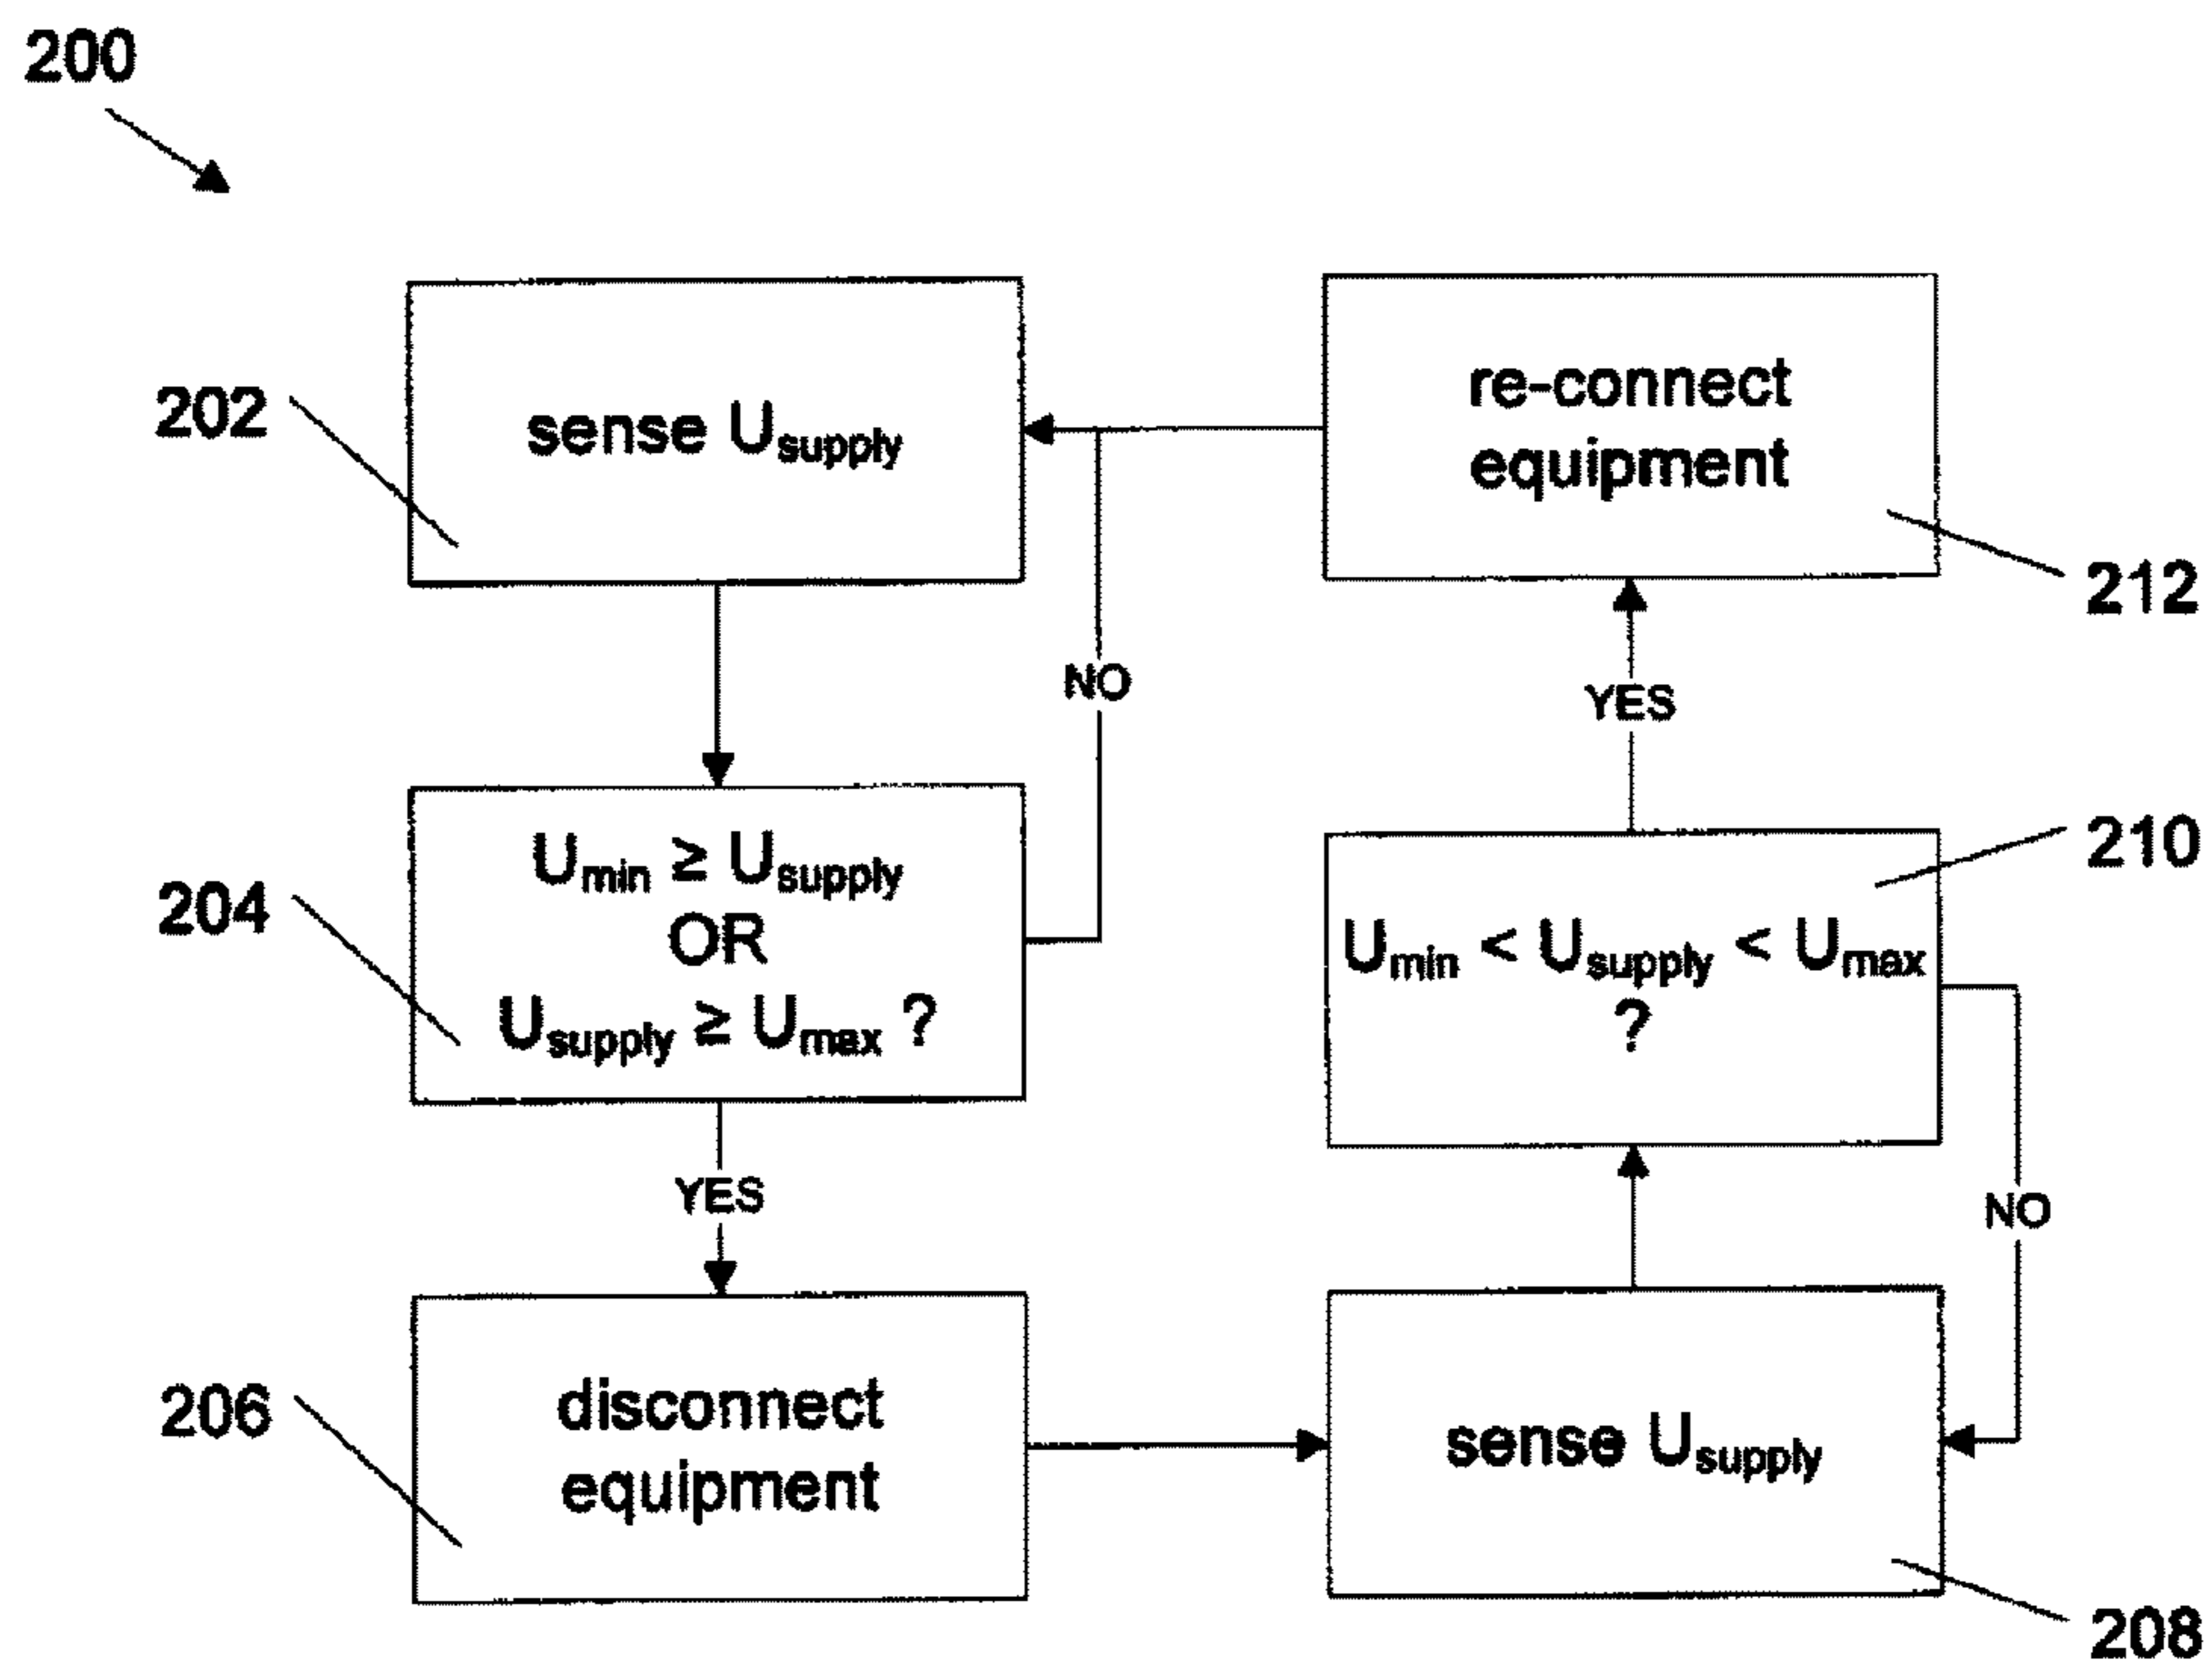 200
202
sense Usupply
re-connect
equipment
212
NO
YES
204
Umin ≥ Usupply
OR
Usupply ≥ Umax ?
210
Umin < Usupply < Umax
?
YES
NO
206
disconnect
equipment
sense Usupply
208